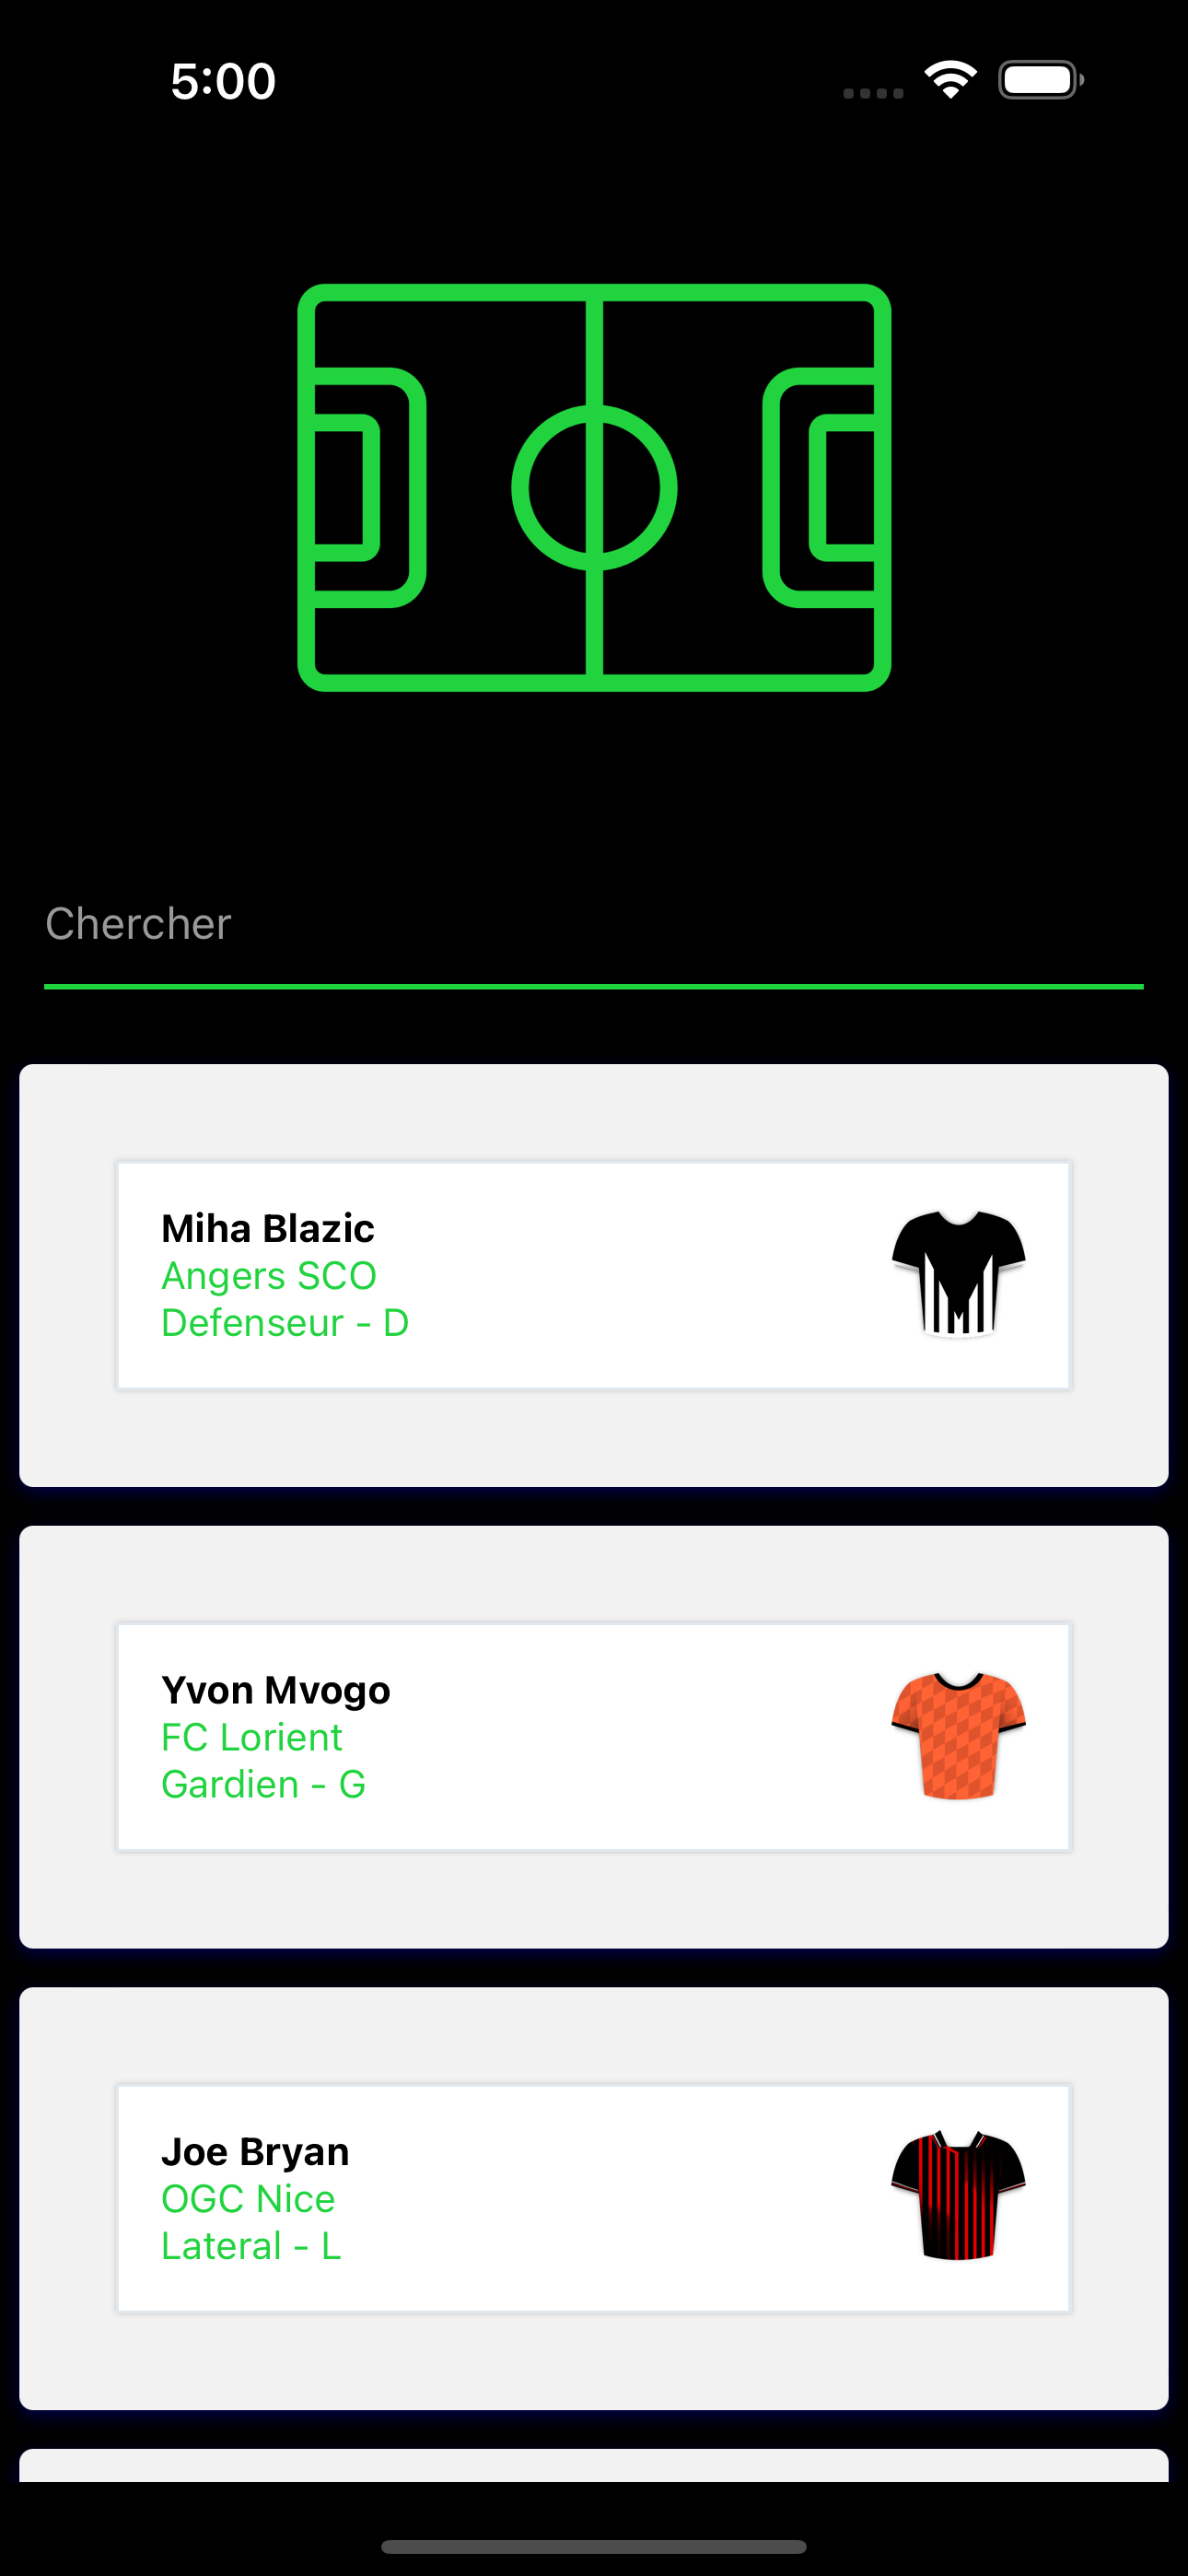 5:00
Chercher
Miha Blazic
Angers SCO
Defenseur - D
Yvon Mvogo
FC Lorient
Gardien - G
Joe Bryan
OGC Nice
Lateral - L